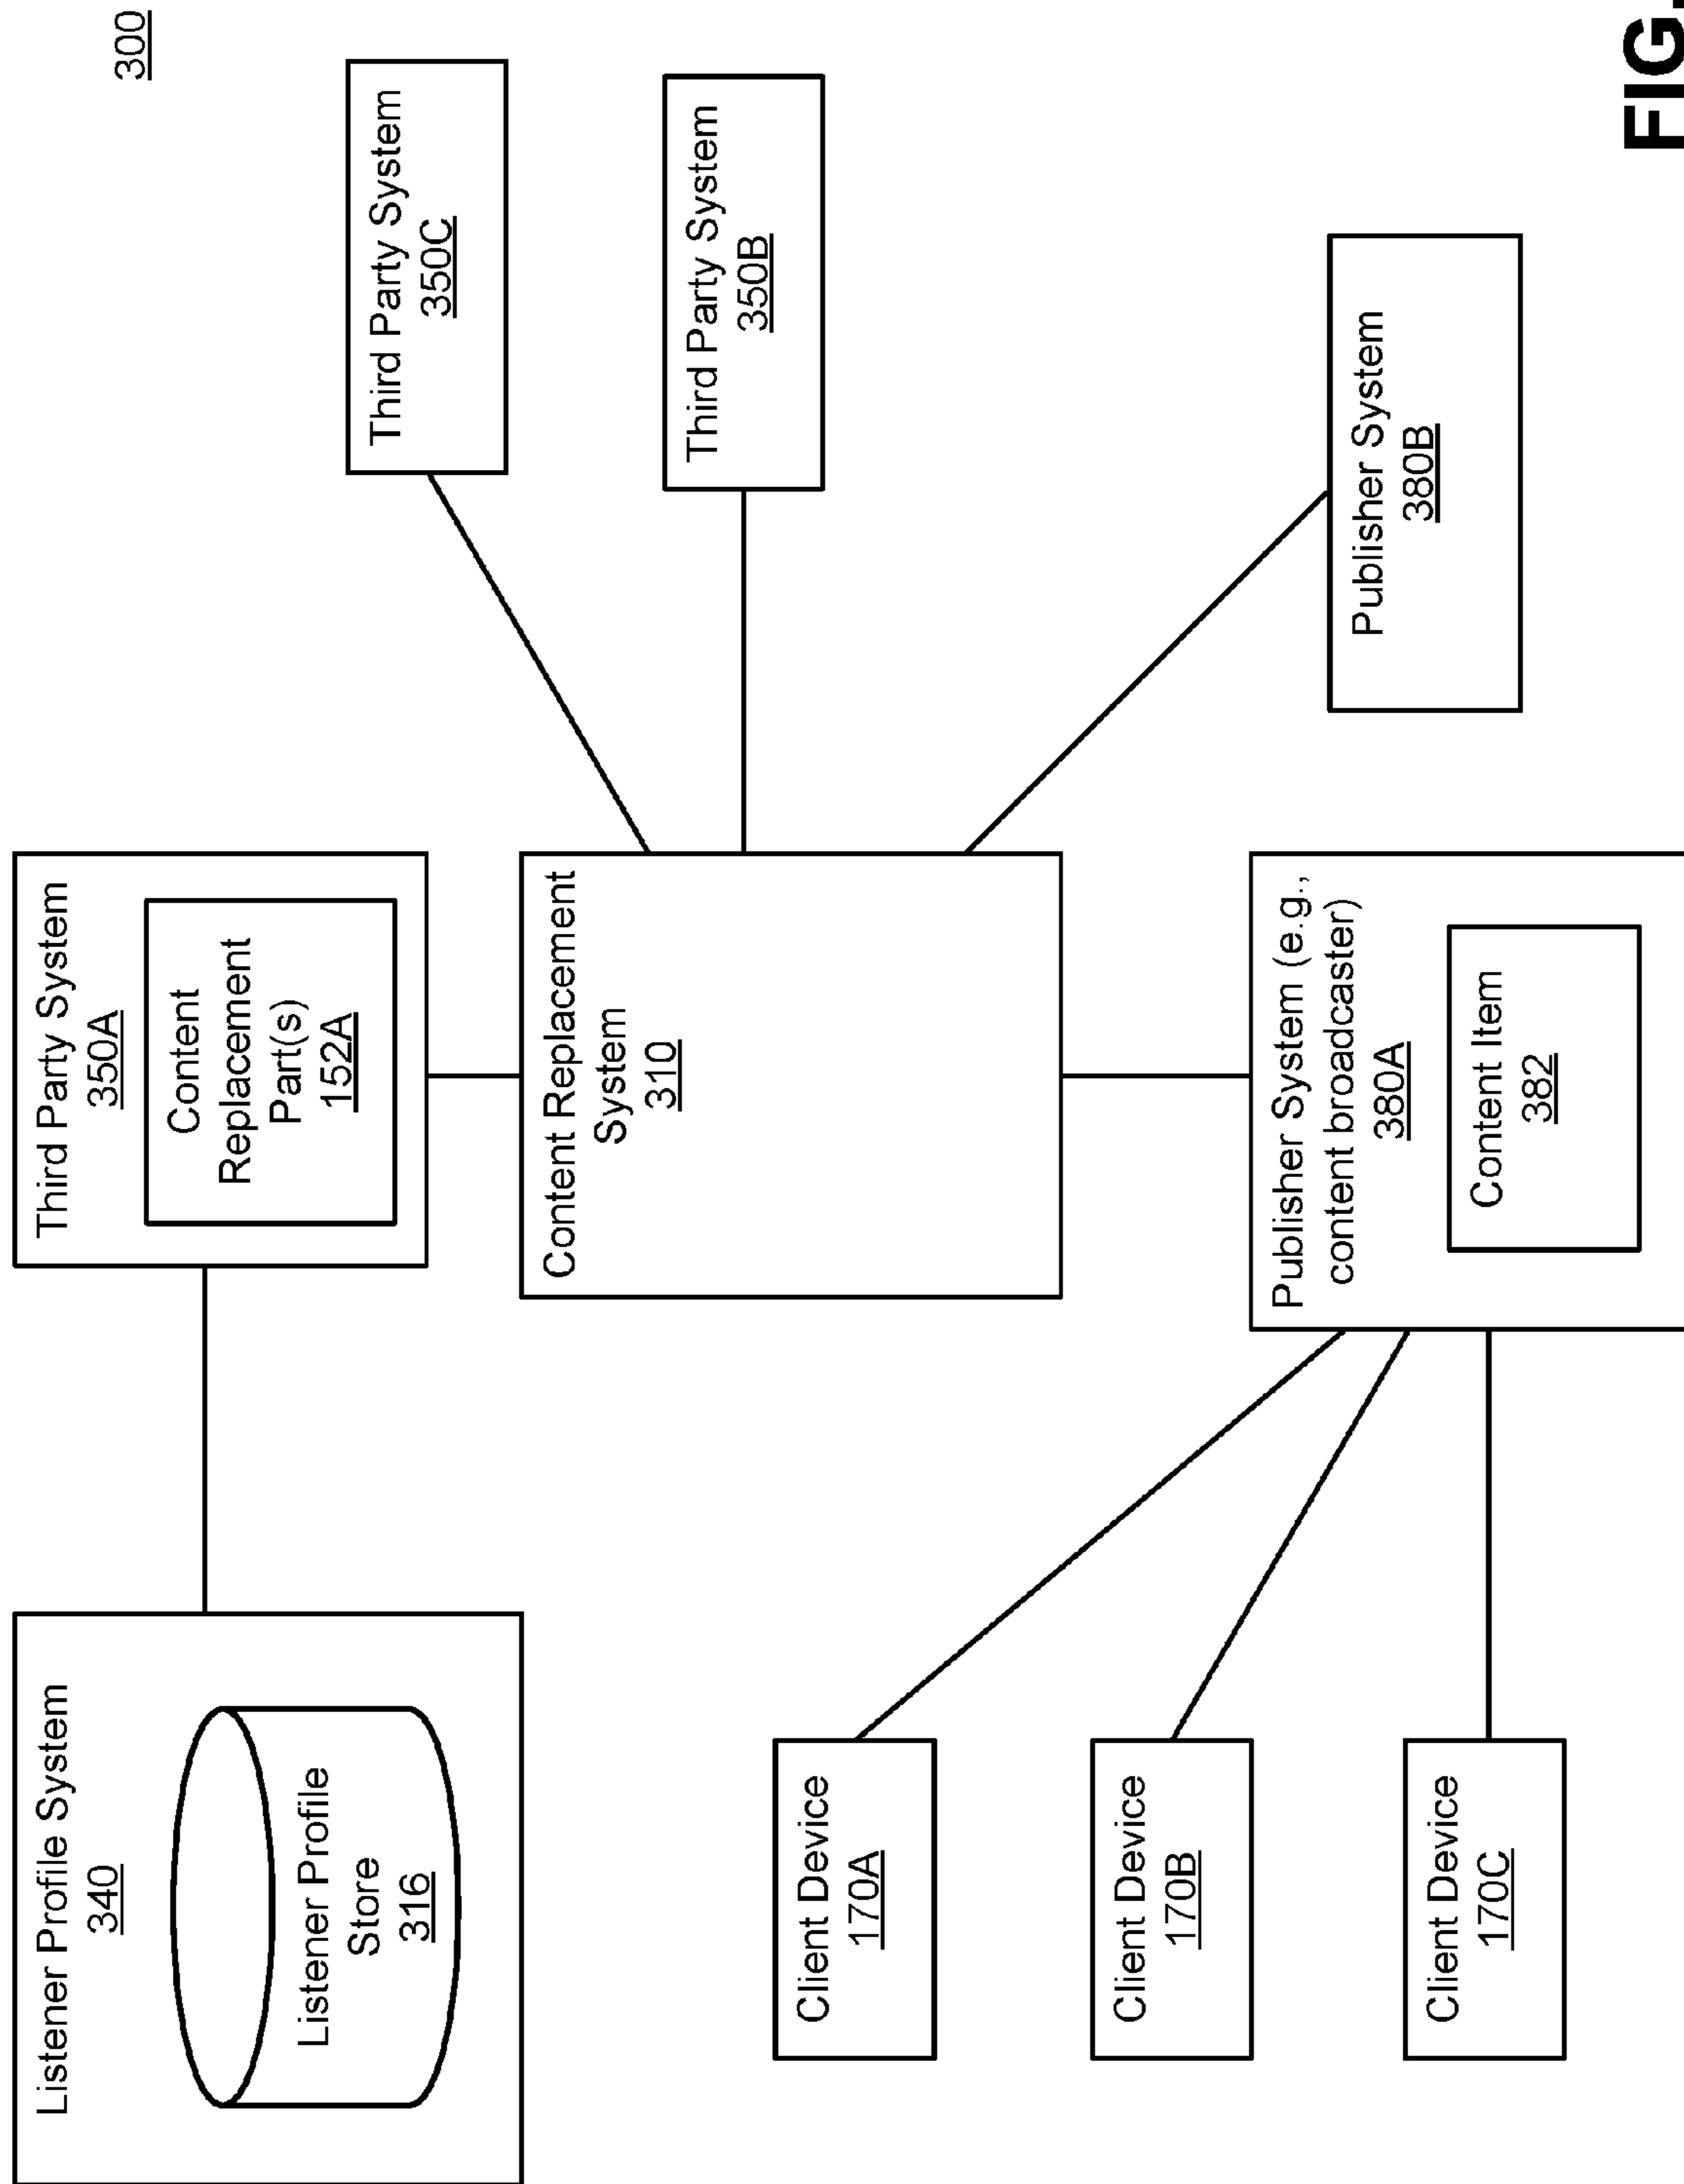 300
Listener Profile System
340
Listener Profile
Store
316
Third Party System
350A
Content
Replacement
Part(s)
152A
Third Party System
350C
Third Party System
350B
Content Replacement
System
310
Client Device
170A
Client Device
170B
Client Device
170C
Publisher System (e.g.,
content broadcaster)
380A
Content Item
382
Publisher System
380B
FIG.